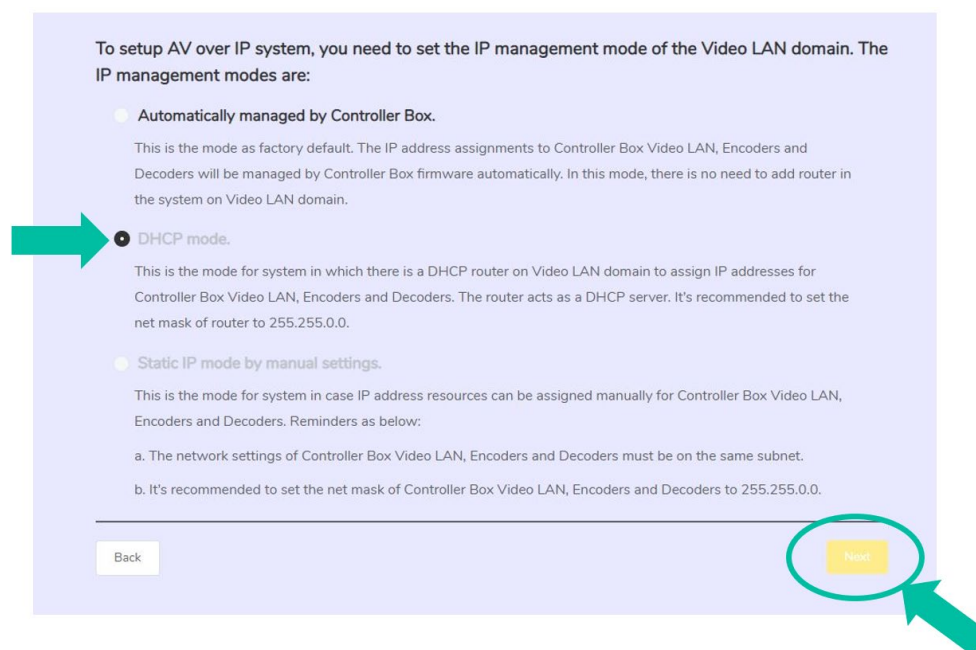 To setup AV over IP system, you need to set the IP management mode of the Video LAN domain. The
IP management modes are:
Automatically managed by Controller Box.
This is the mode as factory default. The IP address assignments to Controller Box Video LAN, Encoders and
Decoders will be managed by Controller Box firmware automatically. In this mode, there is no need to add router in
the system on Video LAN domain.
DHCP mode.
This is the mode for system in which there is a DHCP router on Video LAN domain to assign IP addresses for
Controller Box Video LAN, Encoders and Decoders. The router acts as a DHCP server. It's recommended to set the
net mask of router to 255.255.0.0.
Static IP mode by manual settings.
This is the mode for system in case IP address resources can be assigned manually for Controller Box Video LAN,
Encoders and Decoders. Reminders as below:
a. The network settings of Controller Box Video LAN, Encoders and Decoders must be on the same subnet.
b. It's recommended to set the net mask of Controller Box Video LAN, Encoders and Decoders to 255.255.0.0.
Back
Next